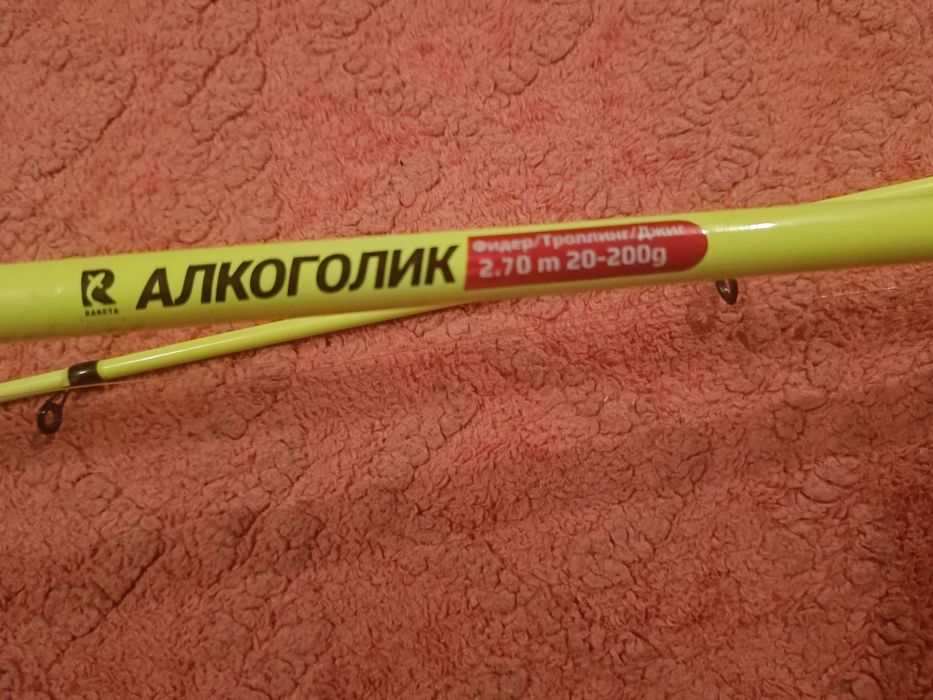 RAKETA
АЛКОГОЛИК
Фидер/Троллинг/Джиг
2.70 m 20-200g